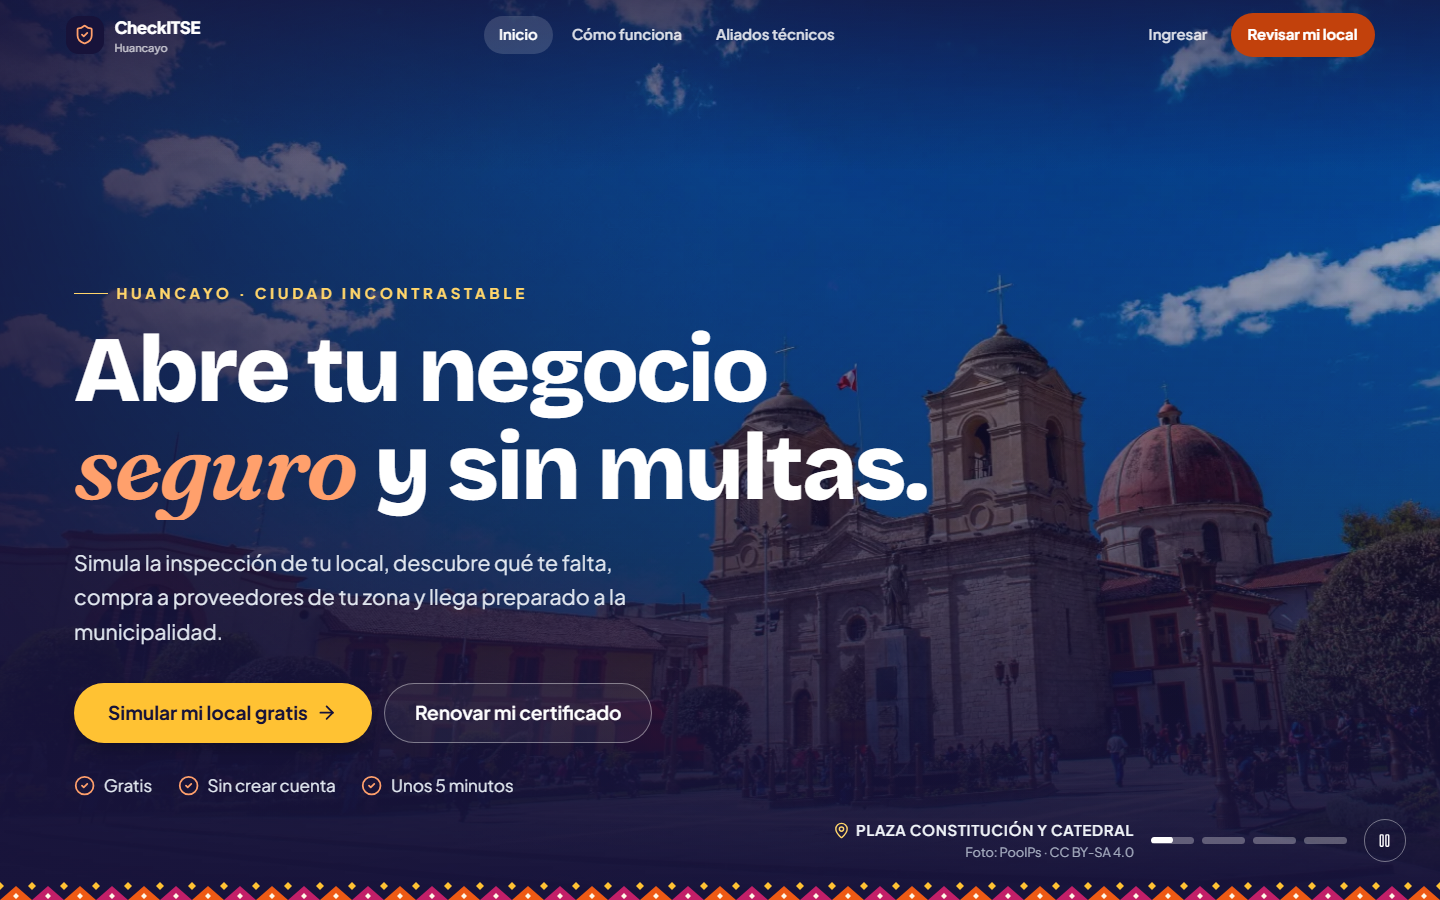 CheckITSE
Huancayo
Inicio
Cómo funciona
Aliados técnicos
Ingresar
Revisar mi local
HUANCAYO · CIUDAD INCONTRASTABLE
Abre tu negocio
seguro y sin multas.
Simula la inspección de tu local, descubre qué te falta,
compra a proveedores de tu zona y llega preparado a la
municipalidad.
Simular mi local gratis
Renovar mi certificado
Gratis
Sin crear cuenta
Unos 5 minutos
PLAZA CONSTITUCIÓN Y CATEDRAL
Foto: PoolPs · CC BY-SA 4.0